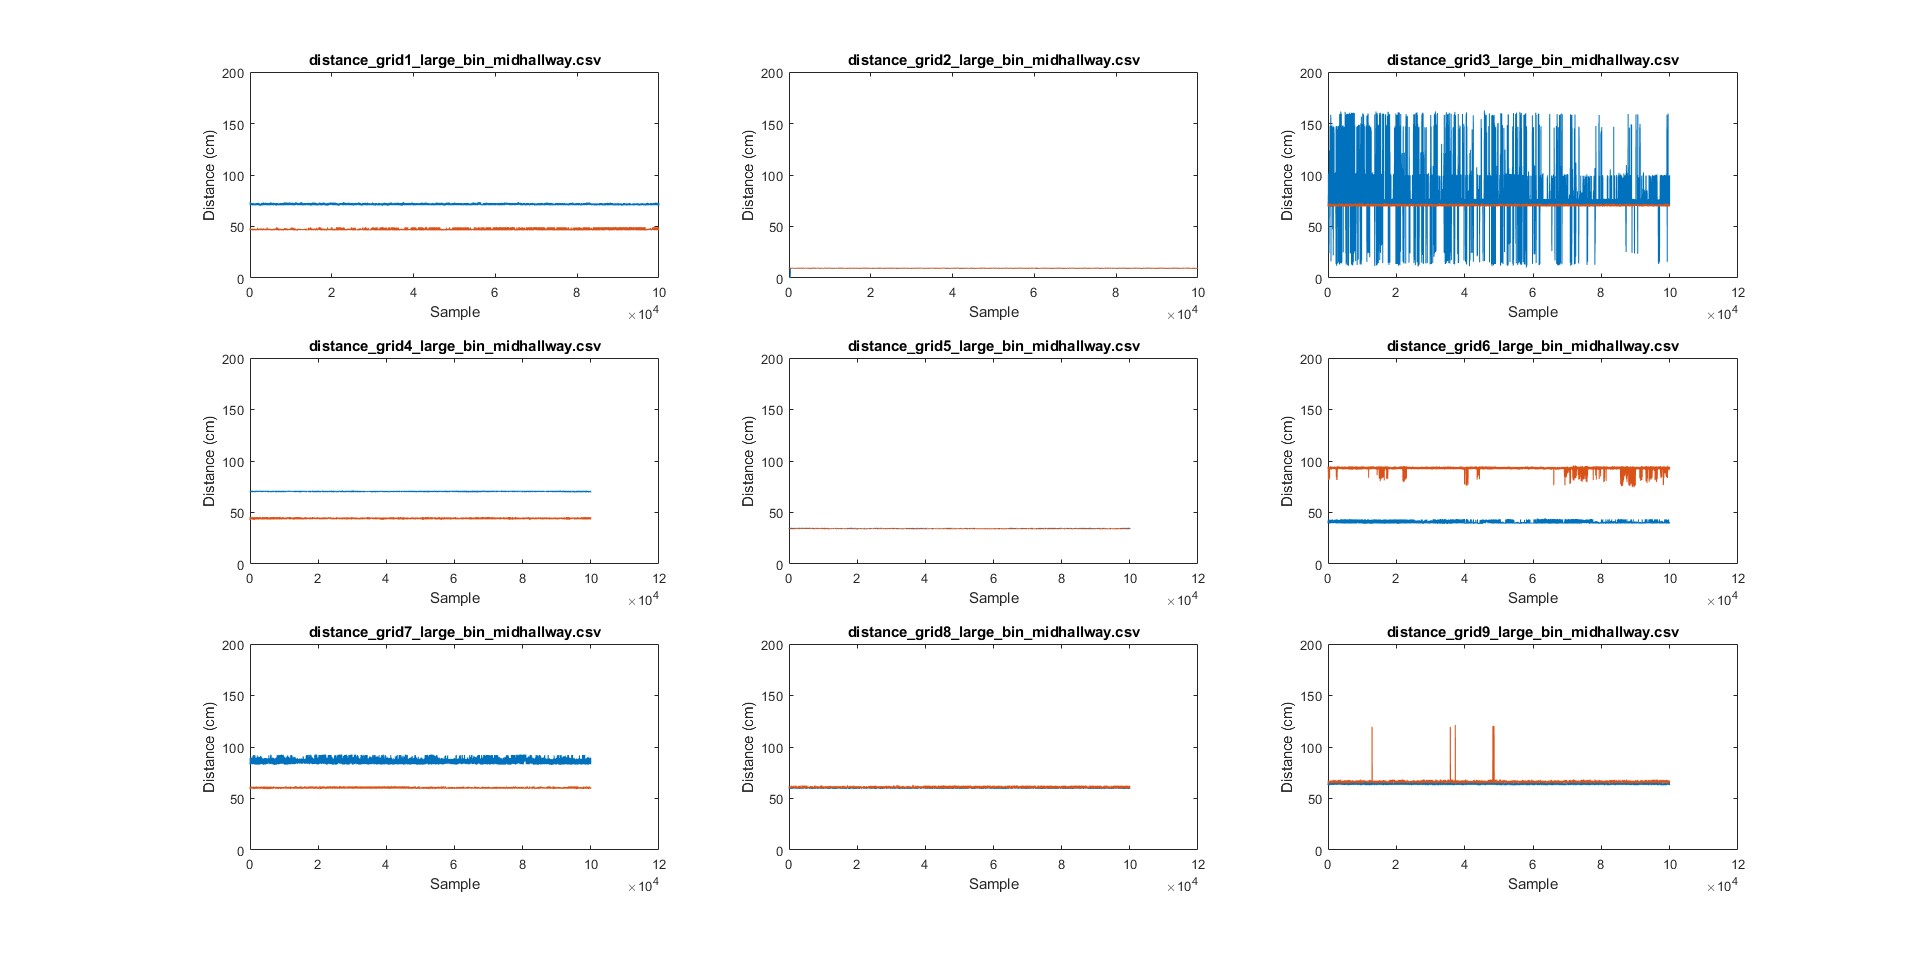 distance_grid1_large_bin_midhallway.csv
200
150
100
50
0
Distance (cm)
0 2 4 6 8 10
Sample
×10^4
distance_grid2_large_bin_midhallway.csv
200
150
100
50
0
Distance (cm)
0 2 4 6 8 10
Sample
×10^4
distance_grid3_large_bin_midhallway.csv
200
150
100
50
0
Distance (cm)
0 2 4 6 8 10 12
Sample
×10^4
distance_grid4_large_bin_midhallway.csv
200
150
100
50
0
Distance (cm)
0 2 4 6 8 10 12
Sample
×10^4
distance_grid5_large_bin_midhallway.csv
200
150
100
50
0
Distance (cm)
0 2 4 6 8 10 12
Sample
×10^4
distance_grid6_large_bin_midhallway.csv
200
150
100
50
0
Distance (cm)
0 2 4 6 8 10 12
Sample
×10^4
distance_grid7_large_bin_midhallway.csv
200
150
100
50
0
Distance (cm)
0 2 4 6 8 10 12
Sample
×10^4
distance_grid8_large_bin_midhallway.csv
200
150
100
50
0
Distance (cm)
0 2 4 6 8 10 12
Sample
×10^4
distance_grid9_large_bin_midhallway.csv
200
150
100
50
0
Distance (cm)
0 2 4 6 8 10 12
Sample
×10^4